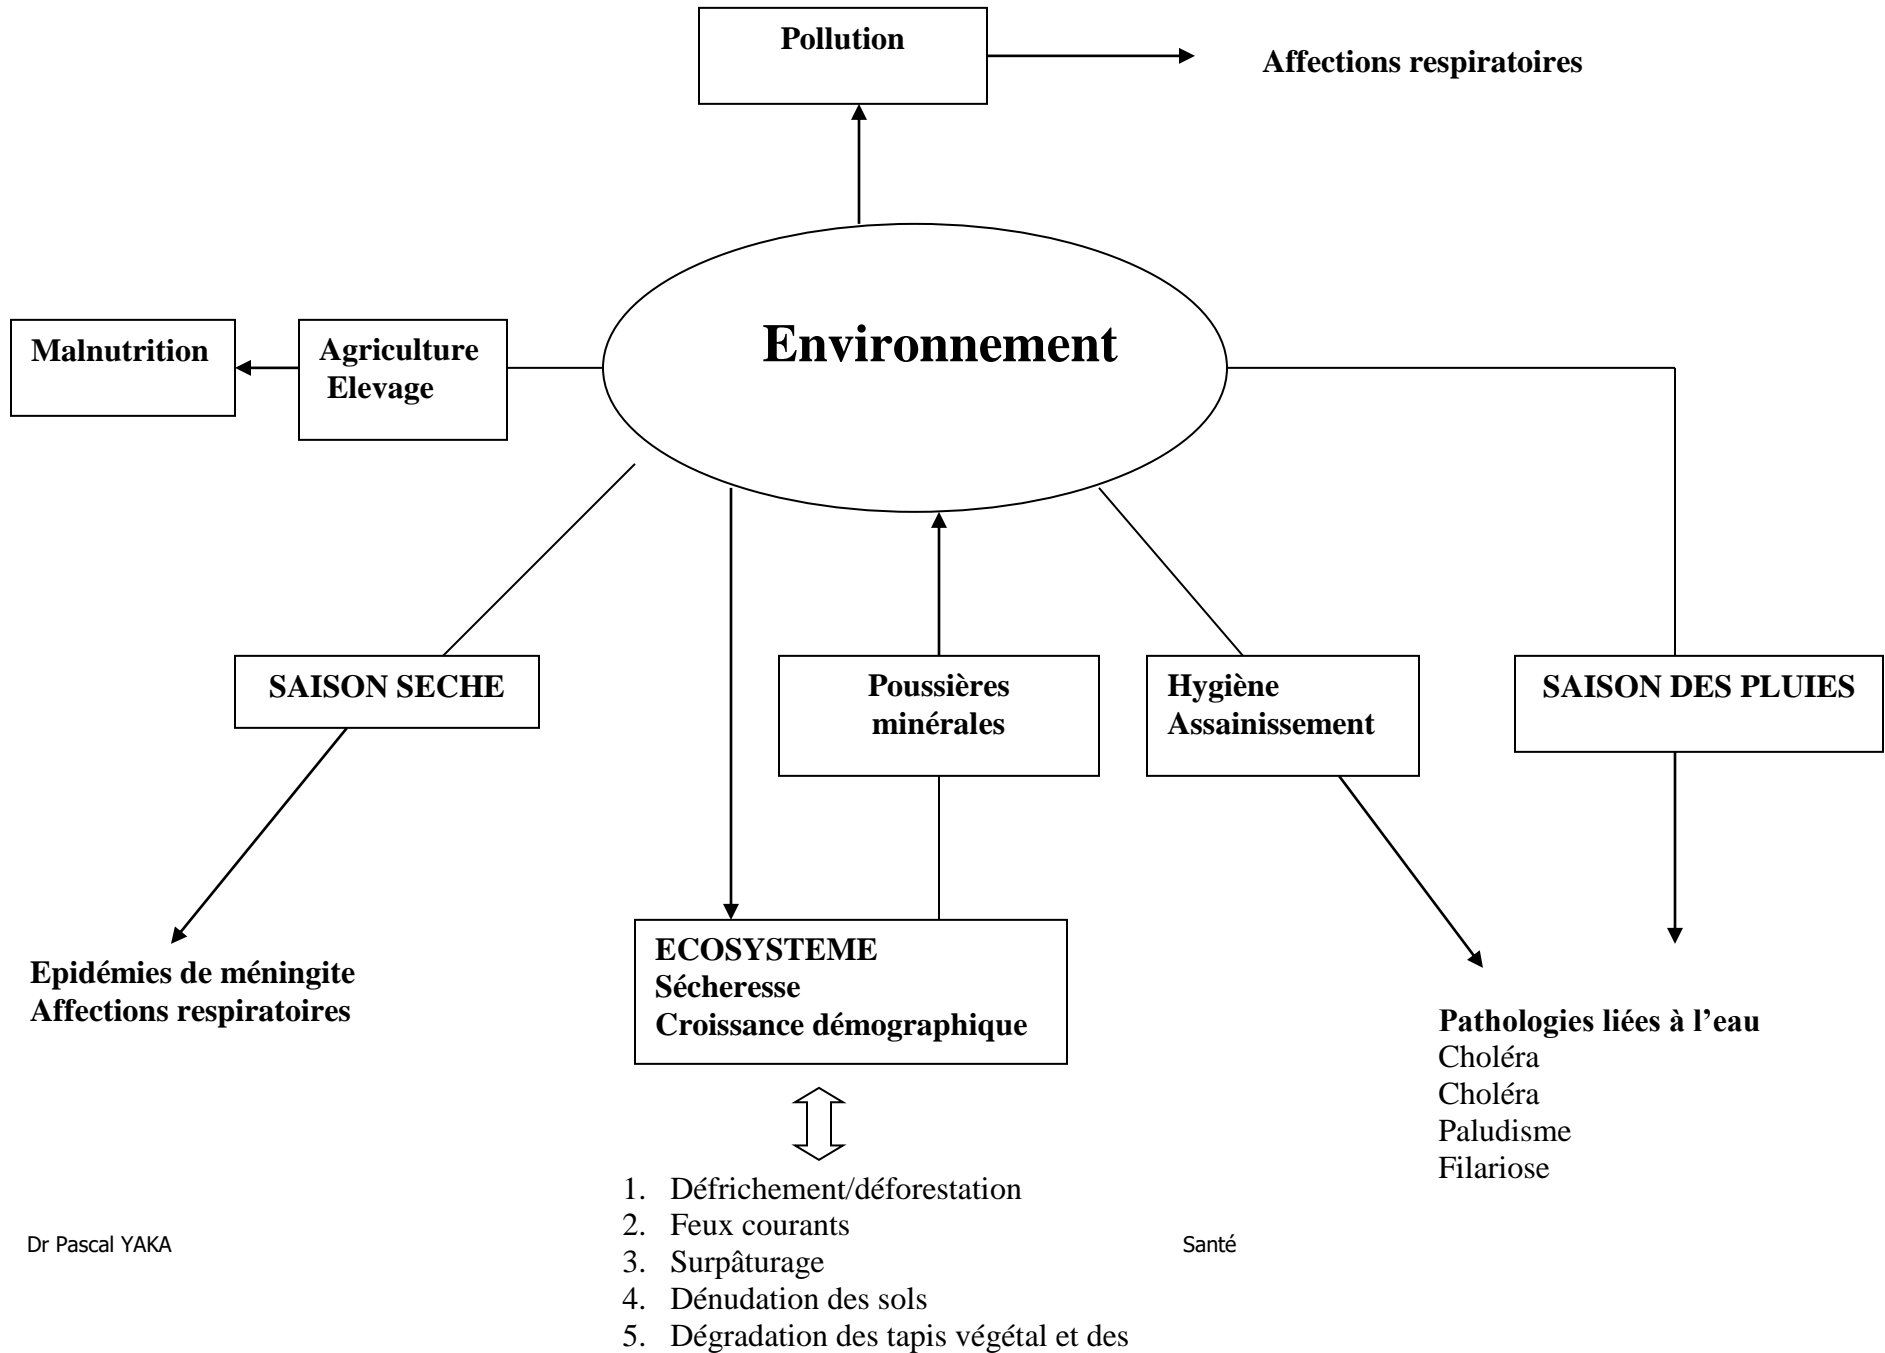 Pollution
Affections respiratoires
Environnement
Malnutrition
Agriculture
Elevage
SAISON SECHE
Poussières
minérales
Hygiène
Assainissement
SAISON DES PLUIES
Epidémies de méningite
Affections respiratoires
ECOSYSTEME
Sécheresse
Croissance démographique
Pathologies liées à l’eau
Choléra
Choléra
Paludisme
Filariose
1. Défrichement/déforestation
2. Feux courants
3. Surpâturage
4. Dénudation des sols
5. Dégradation des tapis végétal et des
Dr Pascal YAKA
Santé